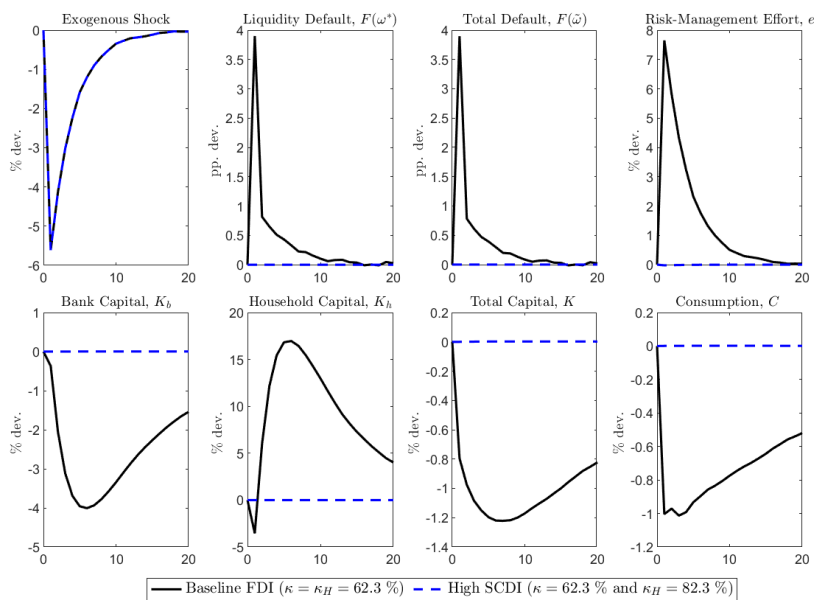 Exogenous Shock
Liquidity Default, F(ω*)
Total Default, F(ω̃)
Risk-Management Effort, e
% dev.
0
-1
-2
-3
-4
-5
-6
0 10 20
pp. dev.
4
3.5
3
2.5
2
1.5
1
0.5
0
0 10 20
pp. dev.
4
3.5
3
2.5
2
1.5
1
0.5
0
0 10 20
% dev.
8
7
6
5
4
3
2
1
0
0 10 20
Bank Capital, K_b
Household Capital, K_h
Total Capital, K
Consumption, C
% dev.
1
0
-1
-2
-3
-4
-5
0 10 20
% dev.
20
15
10
5
0
-5
0 10 20
% dev.
0.2
0
-0.2
-0.4
-0.6
-0.8
-1
-1.2
-1.4
0 10 20
% dev.
0.2
0
-0.2
-0.4
-0.6
-0.8
-1
-1.2
0 10 20
Baseline FDI (κ = κ_H = 62.3 %) High SCDI (κ = 62.3 % and κ_H = 82.3 %)